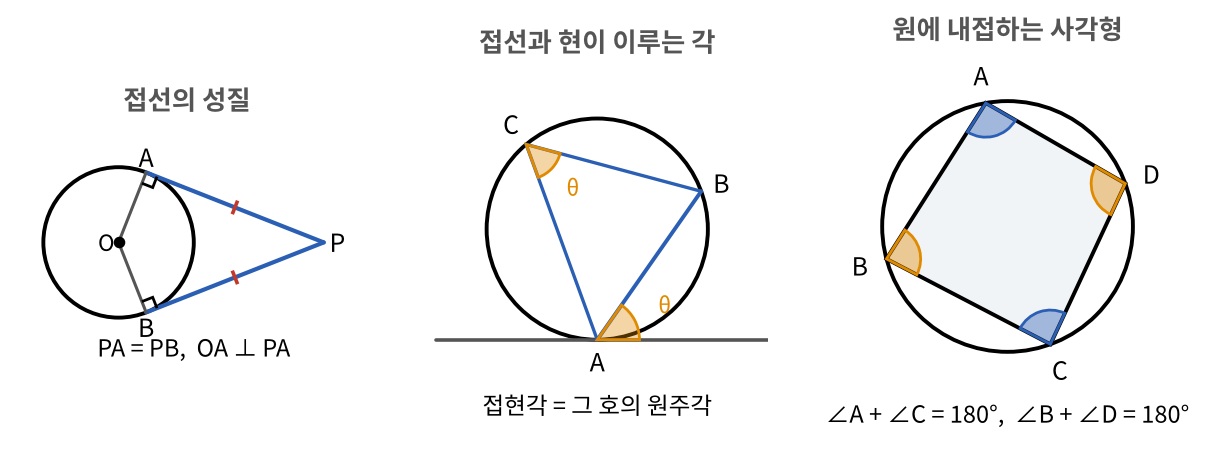 접선의 성질
A
O
P
B
PA = PB, OA ⊥ PA
접선과 현이 이루는 각
C
θ
B
θ
A
접현각 = 그 호의 원주각
원에 내접하는 사각형
A
D
B
C
∠A + ∠C = 180°, ∠B + ∠D = 180°